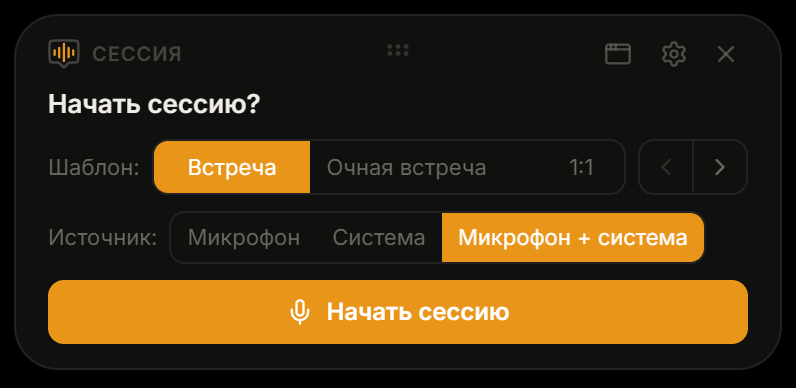 СЕССИЯ
Начать сессию?
Шаблон: Встреча Очная встреча 1:1
Источник: Микрофон Система Микрофон + система
Начать сессию